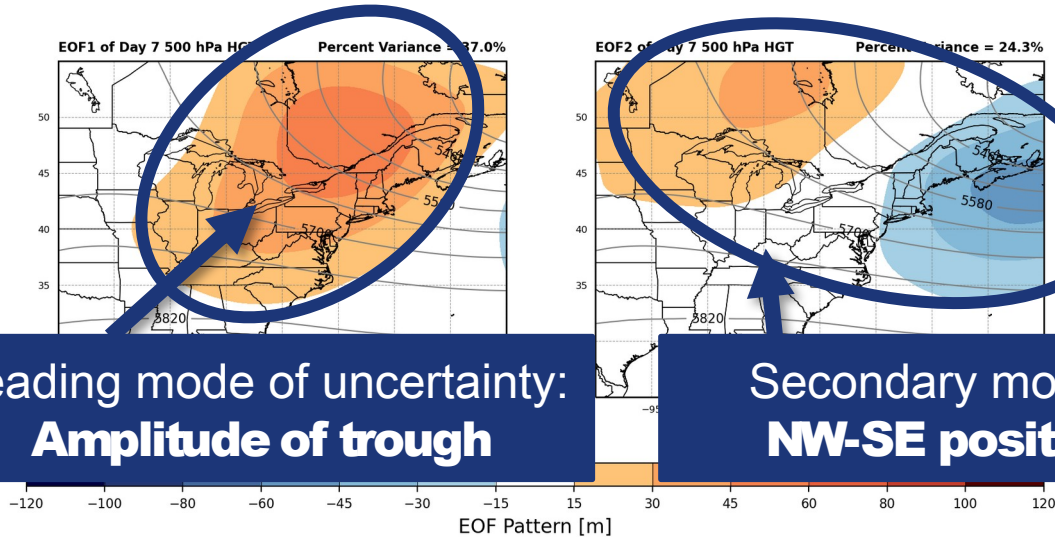 EOF1 of Day 7 500 hPa HGT Percent Variance = 37.0%
EOF2 of Day 7 500 hPa HGT Percent Variance = 24.3%
50
45
40
35
5580
5700
5820
50
45
40
35
5580
5700
5820
eading mode of uncertainty:
Amplitude of trough
Secondary mo
NW-SE posit
−95
−120 −100 −80 −60 −45 −30 −15 15 30 45 60 80 100 120
EOF Pattern [m]